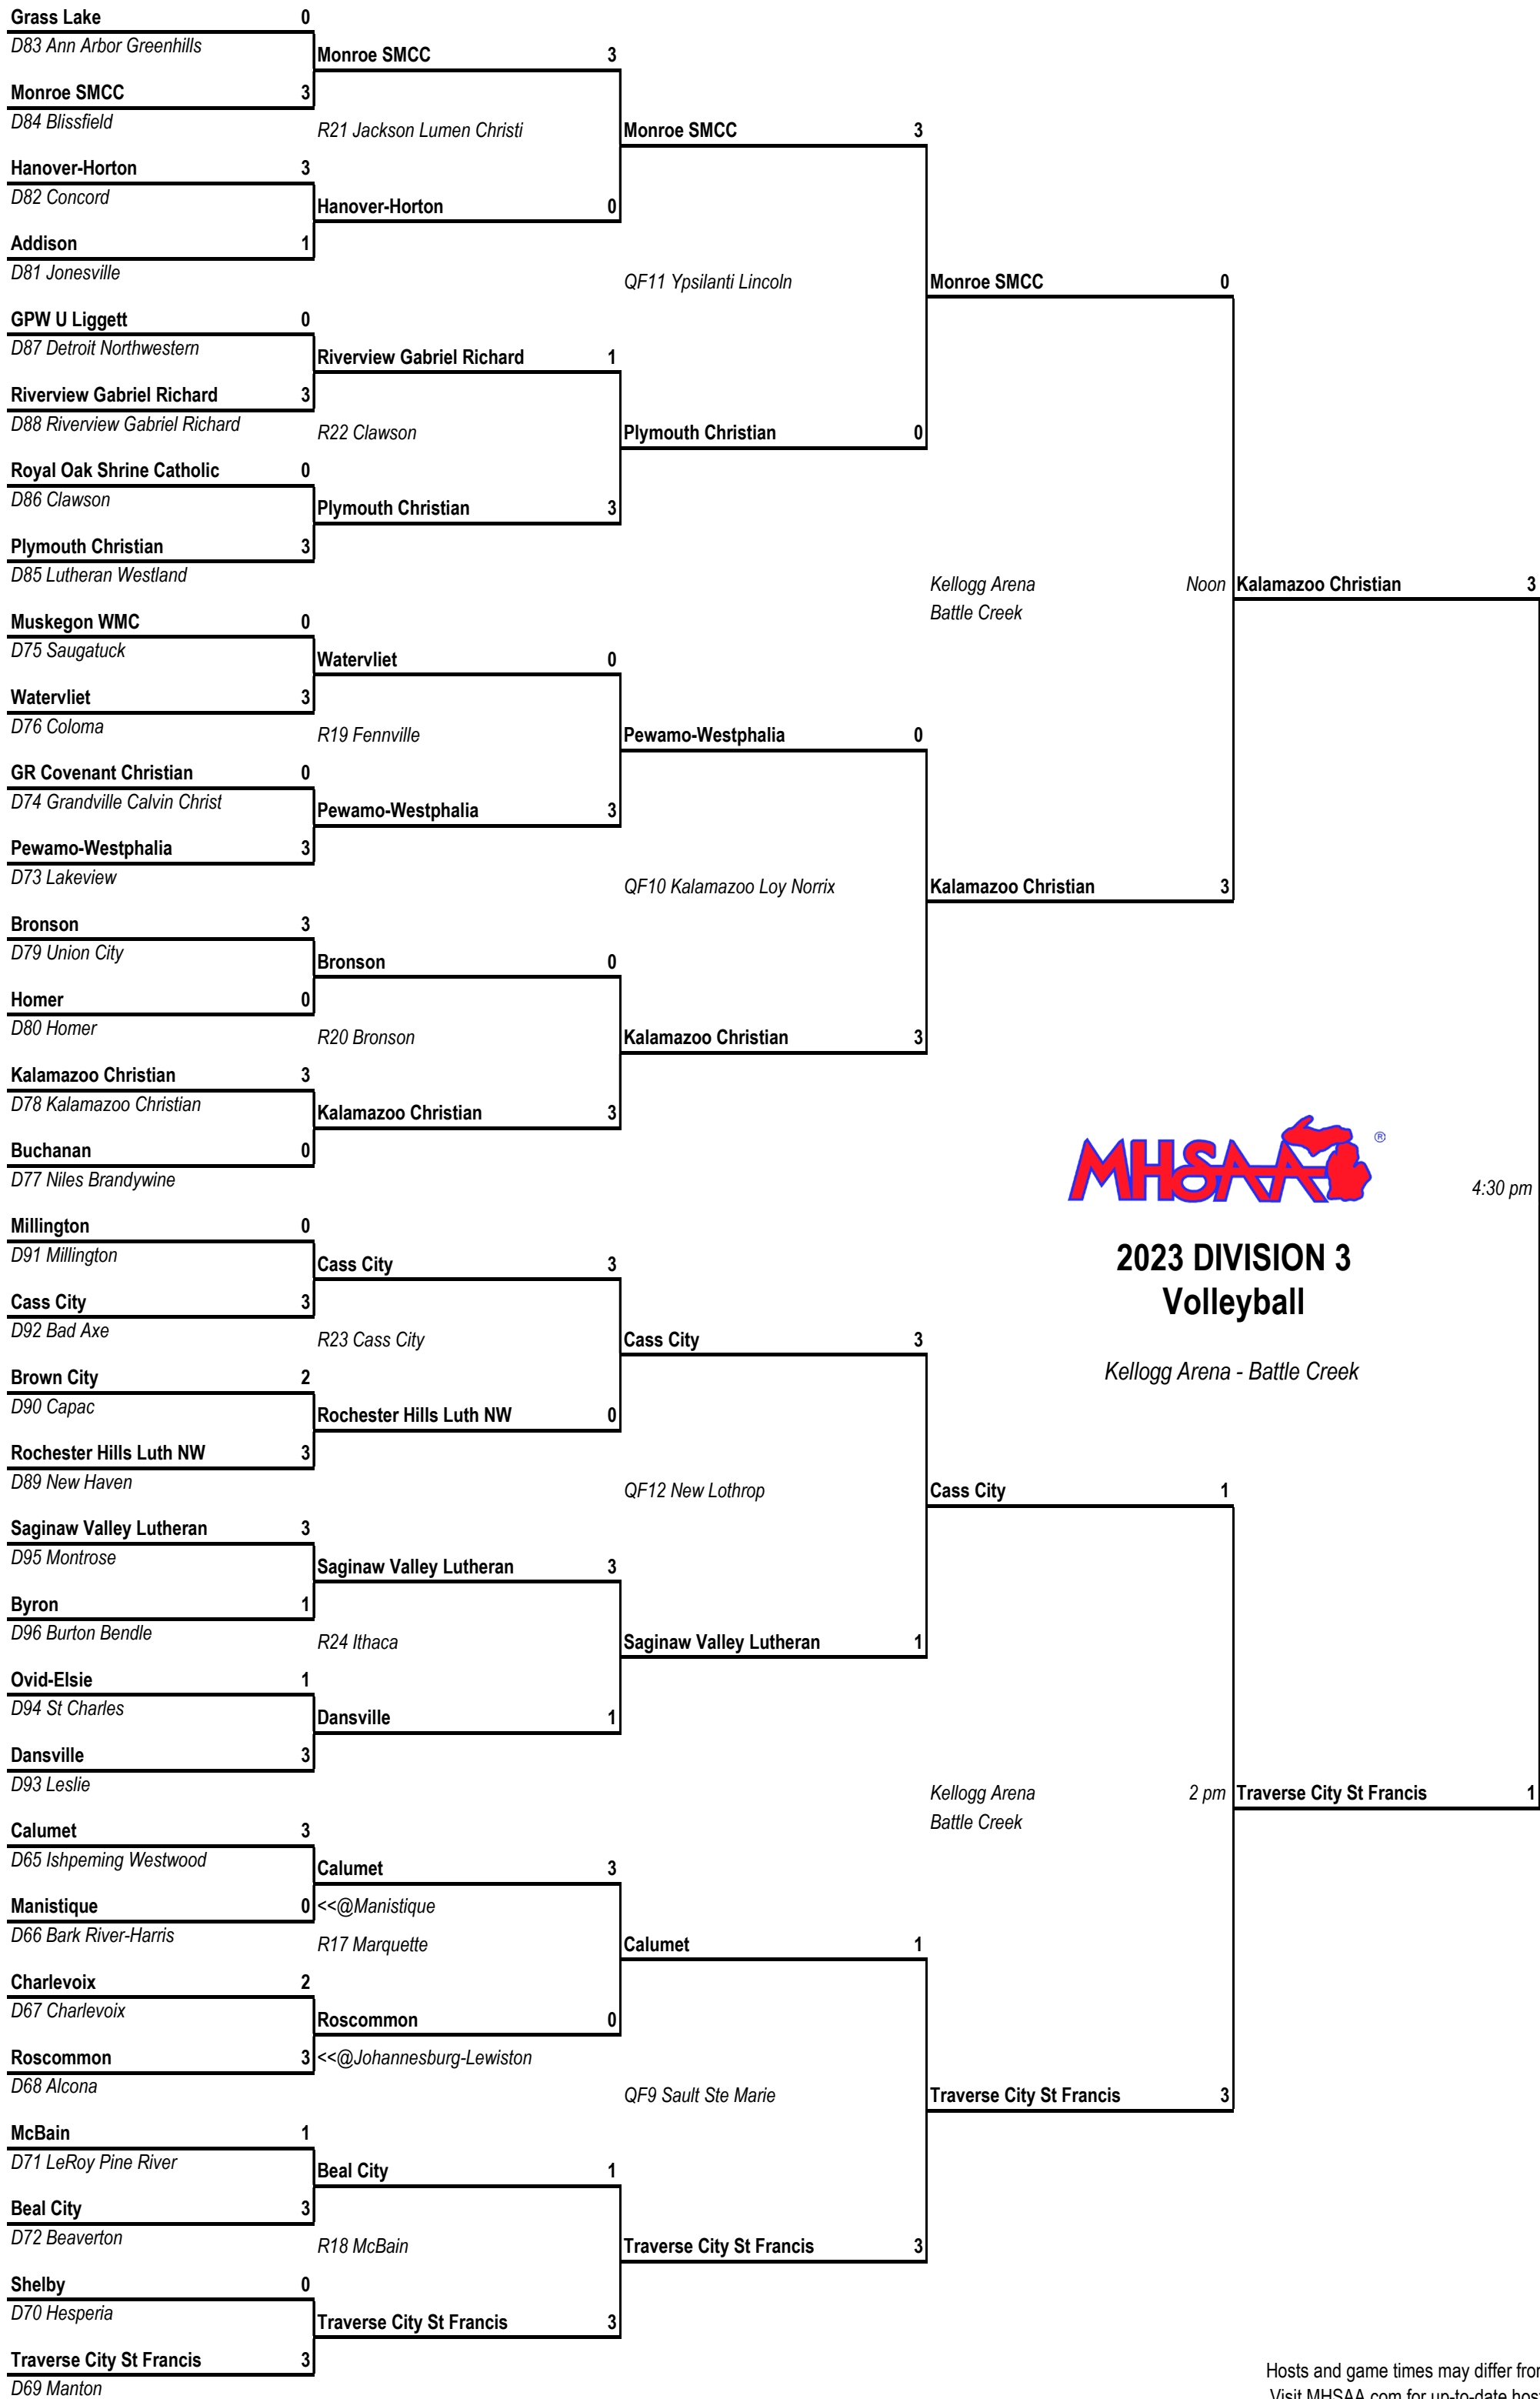 Grass Lake 0
D83 Ann Arbor Greenhills
Monroe SMCC 3
Monroe SMCC 3
D84 Blissfield
R21 Jackson Lumen Christi
Monroe SMCC 3
Hanover-Horton 3
D82 Concord
Hanover-Horton 0
Addison 1
D81 Jonesville
QF11 Ypsilanti Lincoln
Monroe SMCC 0
GPW U Liggett 0
D87 Detroit Northwestern
Riverview Gabriel Richard 1
Riverview Gabriel Richard 3
D88 Riverview Gabriel Richard
R22 Clawson
Plymouth Christian 0
Royal Oak Shrine Catholic 0
D86 Clawson
Plymouth Christian 3
Plymouth Christian 3
D85 Lutheran Westland
Kellogg Arena Noon
Kalamazoo Christian 3
Battle Creek
Muskegon WMC 0
D75 Saugatuck
Watervliet 0
Watervliet 3
D76 Coloma
R19 Fennville
Pewamo-Westphalia 0
GR Covenant Christian 0
D74 Grandville Calvin Christ
Pewamo-Westphalia 3
Pewamo-Westphalia 3
D73 Lakeview
QF10 Kalamazoo Loy Norrix
Kalamazoo Christian 3
Bronson 3
D79 Union City
Bronson 0
Homer 0
D80 Homer
R20 Bronson
Kalamazoo Christian 3
Kalamazoo Christian 3
D78 Kalamazoo Christian
Kalamazoo Christian 3
Buchanan 0
D77 Niles Brandywine
MHSAA ®
4:30 pm
Millington 0
D91 Millington
2023 DIVISION 3
Cass City 3
Cass City 3
Volleyball
D92 Bad Axe
R23 Cass City
Cass City 3
Kellogg Arena - Battle Creek
Brown City 2
D90 Capac
Rochester Hills Luth NW 0
Rochester Hills Luth NW 3
D89 New Haven
QF12 New Lothrop
Cass City 1
Saginaw Valley Lutheran 3
D95 Montrose
Saginaw Valley Lutheran 3
Byron 1
D96 Burton Bendle
R24 Ithaca
Saginaw Valley Lutheran 1
Ovid-Elsie 1
D94 St Charles
Dansville 1
Dansville 3
D93 Leslie
Kellogg Arena 2 pm
Traverse City St Francis 1
Battle Creek
Calumet 3
D65 Ishpeming Westwood
Calumet 3
Manistique 0
<<@Manistique
D66 Bark River-Harris
R17 Marquette
Calumet 1
Charlevoix 2
D67 Charlevoix
Roscommon 0
Roscommon 3
<<@Johannesburg-Lewiston
D68 Alcona
QF9 Sault Ste Marie
Traverse City St Francis 3
McBain 1
D71 LeRoy Pine River
Beal City 1
Beal City 3
D72 Beaverton
R18 McBain
Traverse City St Francis 3
Shelby 0
D70 Hesperia
Traverse City St Francis 3
Traverse City St Francis 3
D69 Manton
Hosts and game times may differ from
Visit MHSAA.com for up-to-date host